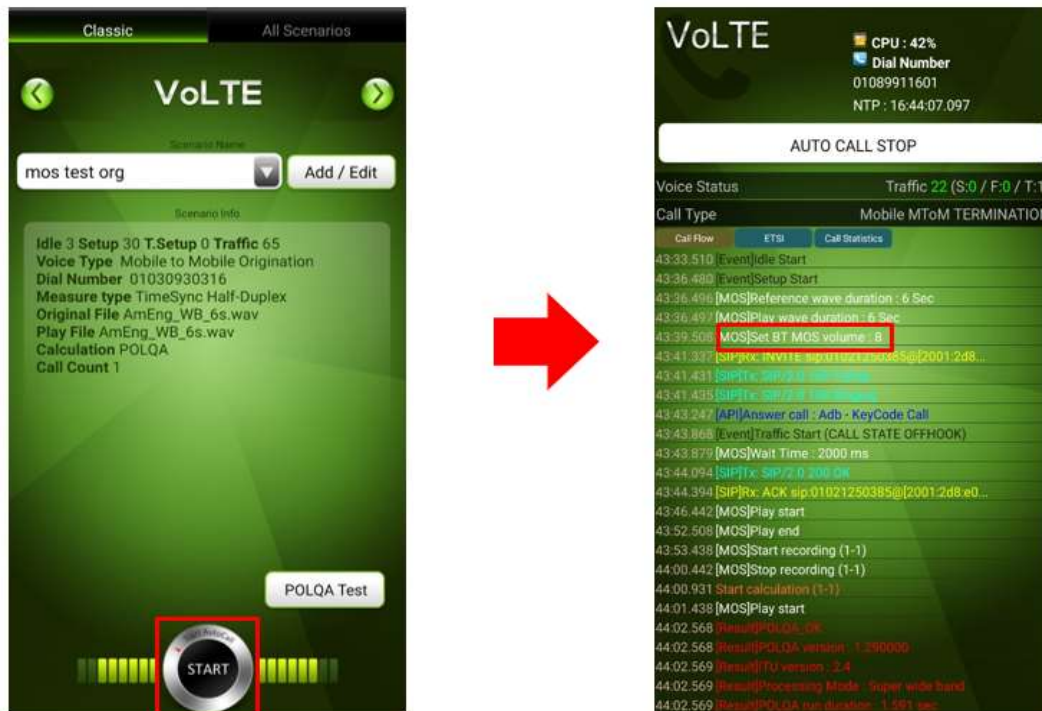 Classic
All Scenarios
VoLTE
Scenario Name
mos test org
Add / Edit
Scenario Info
Idle 3 Setup 30 T.Setup 0 Traffic 65
Voice Type Mobile to Mobile Origination
Dial Number 01030930316
Measure type TimeSync Half-Duplex
Original File AmEng_WB_6s.wav
Play File AmEng_WB_6s.wav
Calculation POLQA
Call Count 1
POLQA Test
Start AutoCall
START
VoLTE
CPU : 42%
Dial Number
01089911601
NTP : 16:44:07.097
AUTO CALL STOP
Voice Status
Traffic 22 (S:0 / F:0 / T:1
Call Type
Mobile MToM TERMINATION
Call Flow
ETSI
Call Statistics
43:33.510 [Event]Idle Start
43:36.480 [Event]Setup Start
43:36.496 [MOS]Reference wave duration : 6 Sec
43:36.497 [MOS]Play wave duration : 6 Sec
43:39.508 [MOS]Set BT MOS volume : 8
43:41.337 [SIP]Rx: INVITE sip:01021250385@[2001:2d8...
43:41.431 [SIP]Tx: SIP/2.0 100 Trying
43:41.435 [SIP]Tx: SIP/2.0 180 Ringing
43:43.247 [API]Answer call : Adb - KeyCode Call
43:43.868 [Event]Traffic Start (CALL STATE OFFHOOK)
43:43.879 [MOS]Wait Time : 2000 ms
43:44.094 [SIP]Tx: SIP/2.0 200 OK
43:44.394 [SIP]Rx: ACK sip:01021250385@[2001:2d8:e0...
43:46.442 [MOS]Play start
43:52.508 [MOS]Play end
43:53.438 [MOS]Start recording (1-1)
44:00.442 [MOS]Stop recording (1-1)
44:00.931 Start calculation (1-1)
44:01.438 [MOS]Play start
44:02.568 [Result]POLQA_OK
44:02.568 [Result]POLQA version : 1.290000
44:02.569 [Result]ITU version : 2.4
44:02.569 [Result]Processing Mode : Super wide band
44:02.569 [Result]POLQA run duration : 1.591 sec